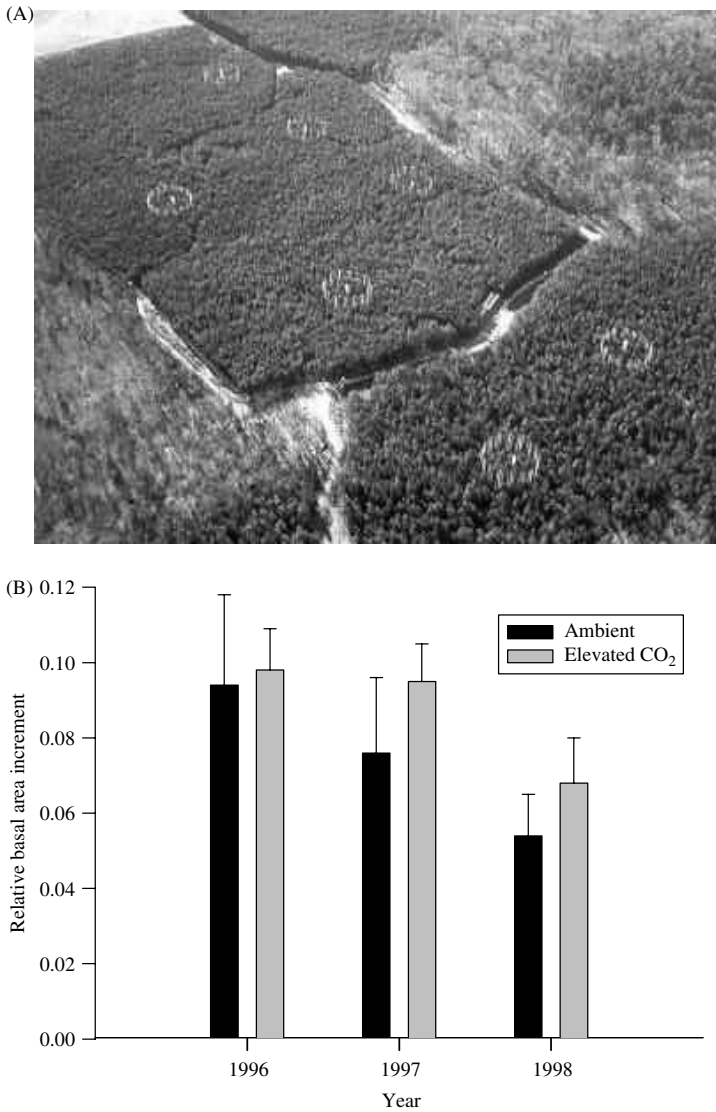 (A)
(B)
0.12
0.10
0.08
0.06
0.04
0.02
0.00
Relative basal area increment
Ambient
Elevated CO₂
1996
1997
1998
Year